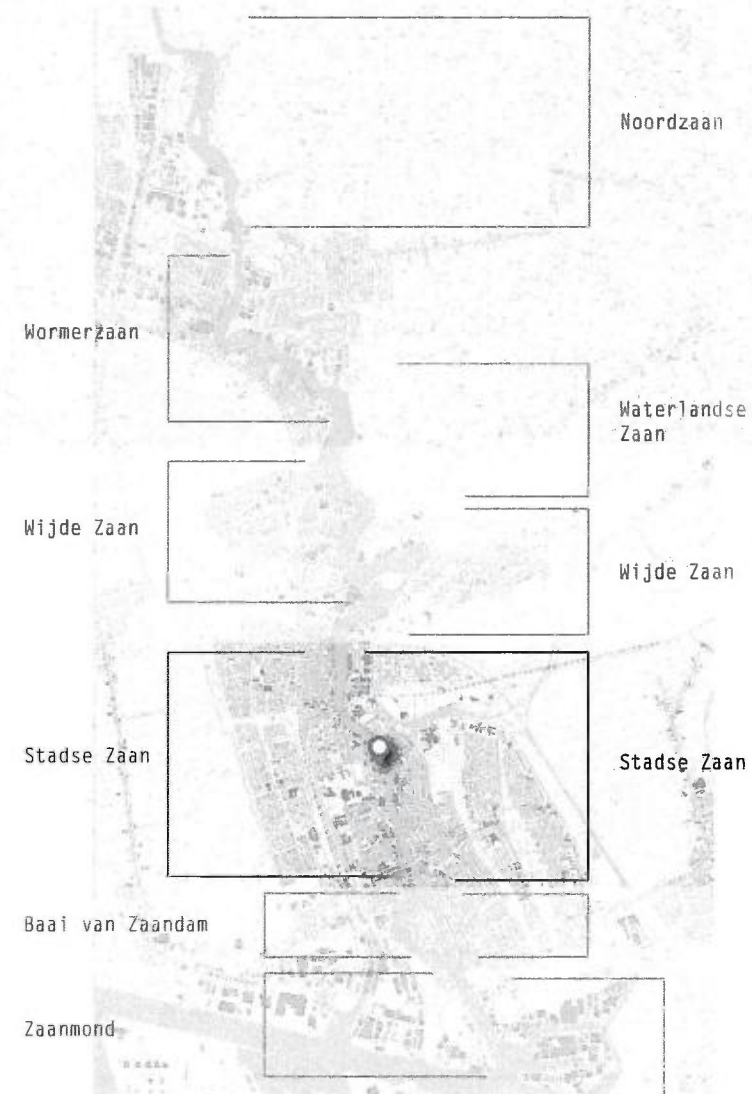 Noordzaan
Wormerzaan
Waterlandse
Zaan
Wijde Zaan
Wijde Zaan
Stadse Zaan
Stadse Zaan
Baai van Zaandam
Zaanmond